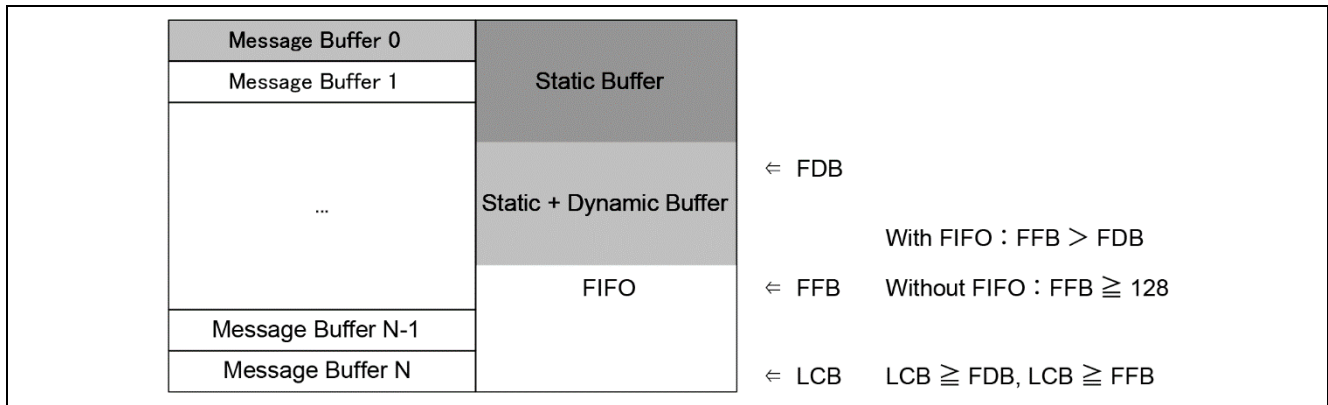 Message Buffer 0
Message Buffer 1
Static Buffer
⇐ FDB
...
Static + Dynamic Buffer
With FIFO：FFB ＞ FDB
FIFO
⇐ FFB Without FIFO：FFB ≧ 128
Message Buffer N-1
Message Buffer N
⇐ LCB LCB ≧ FDB, LCB ≧ FFB